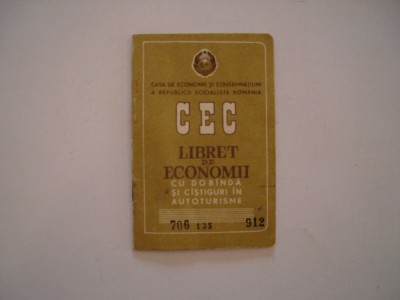 CASA DE ECONOMII ȘI CONSEMNAȚIUNI
A REPUBLICII SOCIALISTE ROMÂNIA
CEC
LIBRET
DE
ECONOMII
CU DOBÎNDĂ
ȘI CÎȘTIGURI ÎN
AUTOTURISME
706 135 912